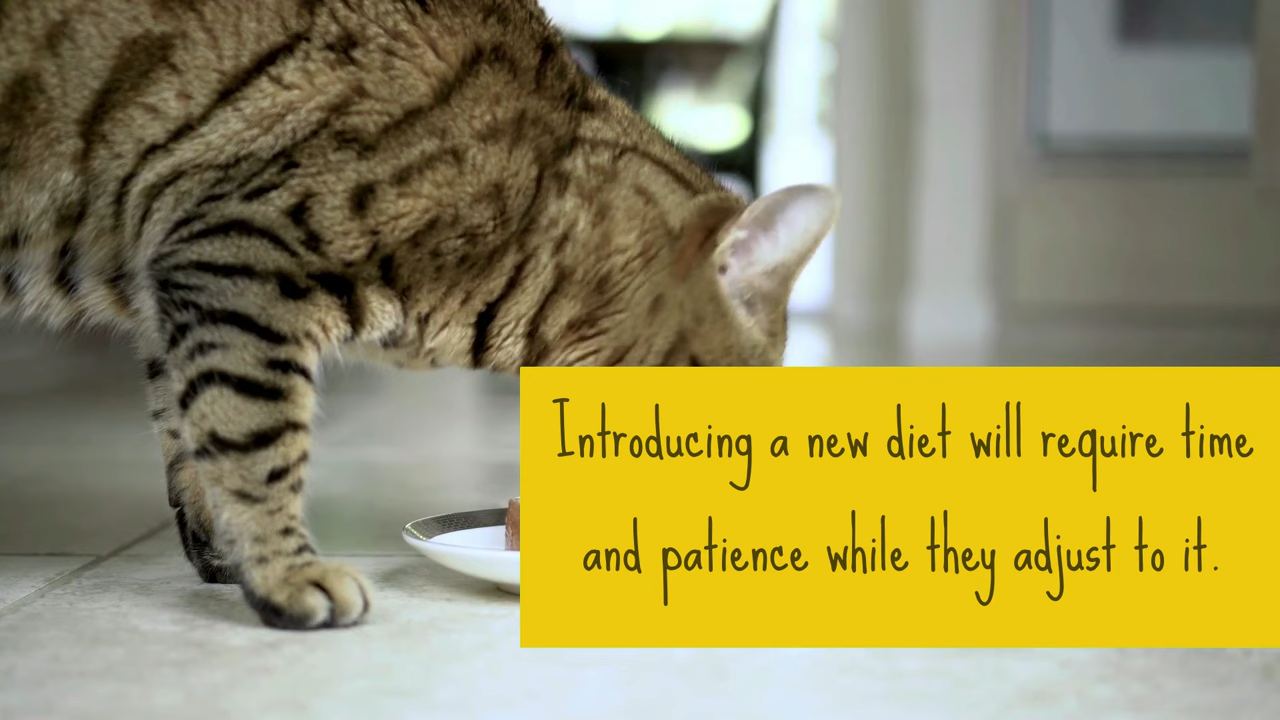 Introducing a new diet will require time
and patience while they adjust to it.